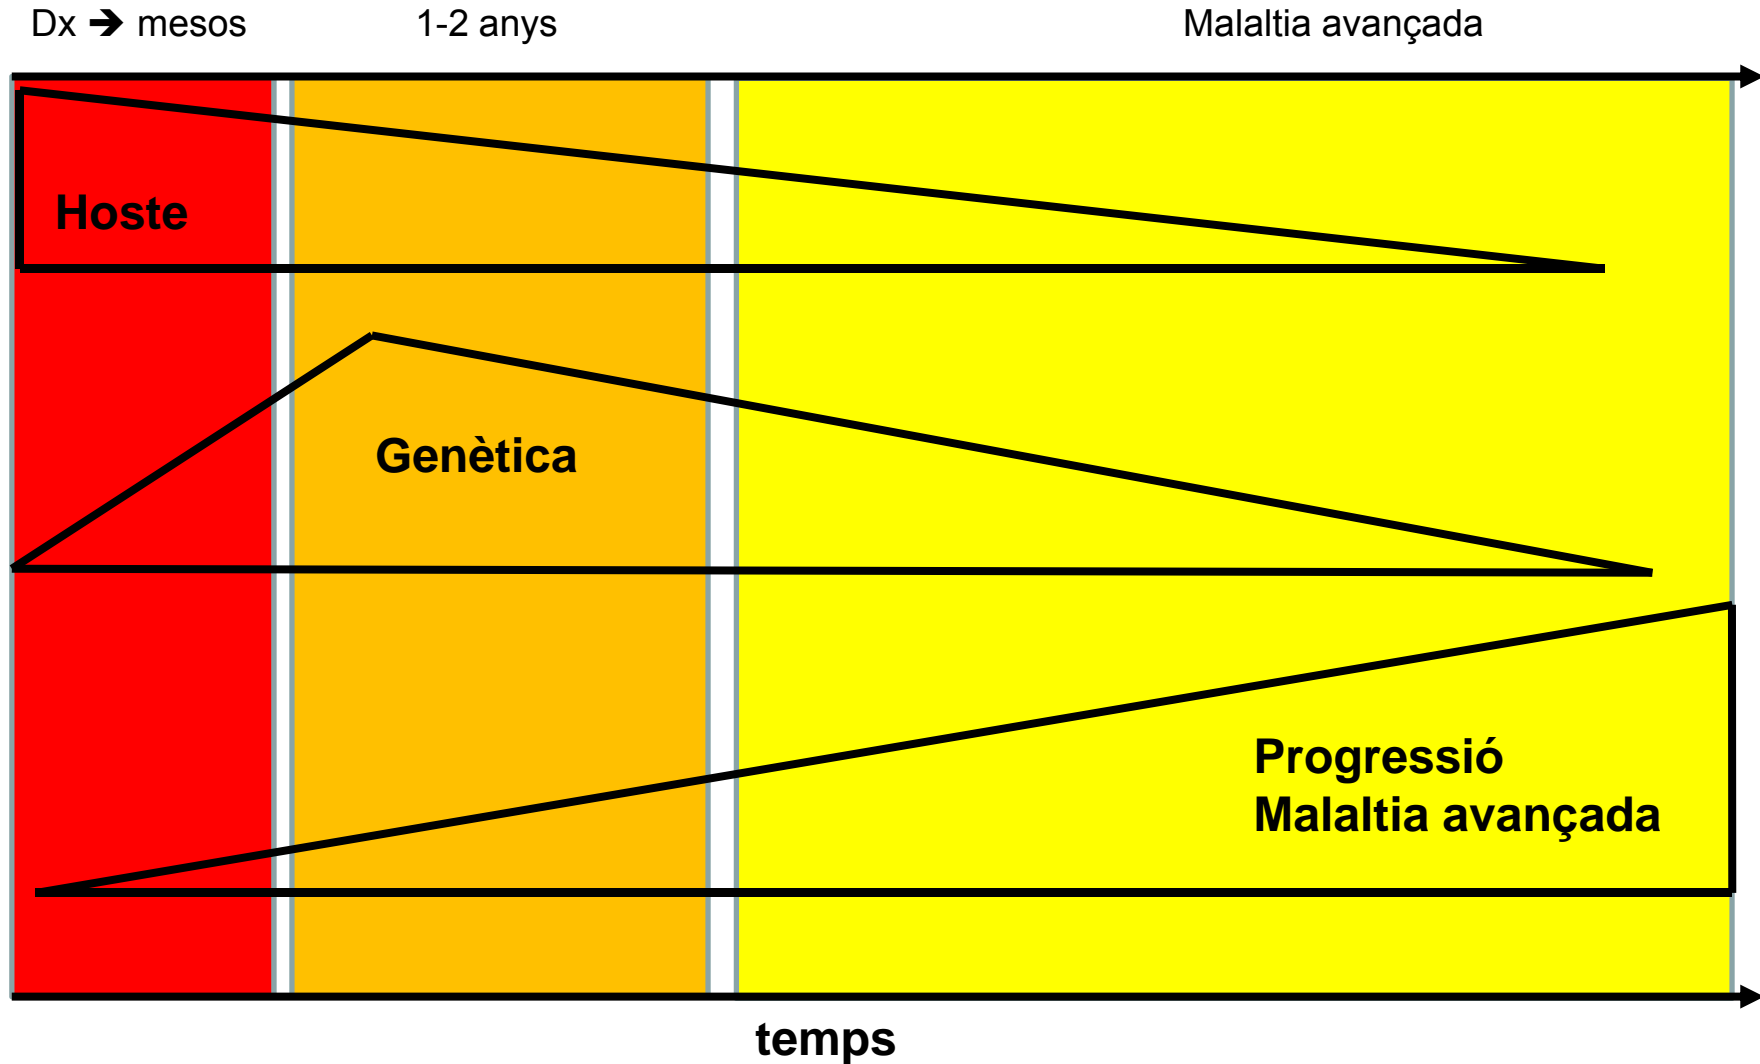 Dx ➔ mesos
1-2 anys
Malaltia avançada
Hoste
Genètica
Progressió
Malaltia avançada
temps